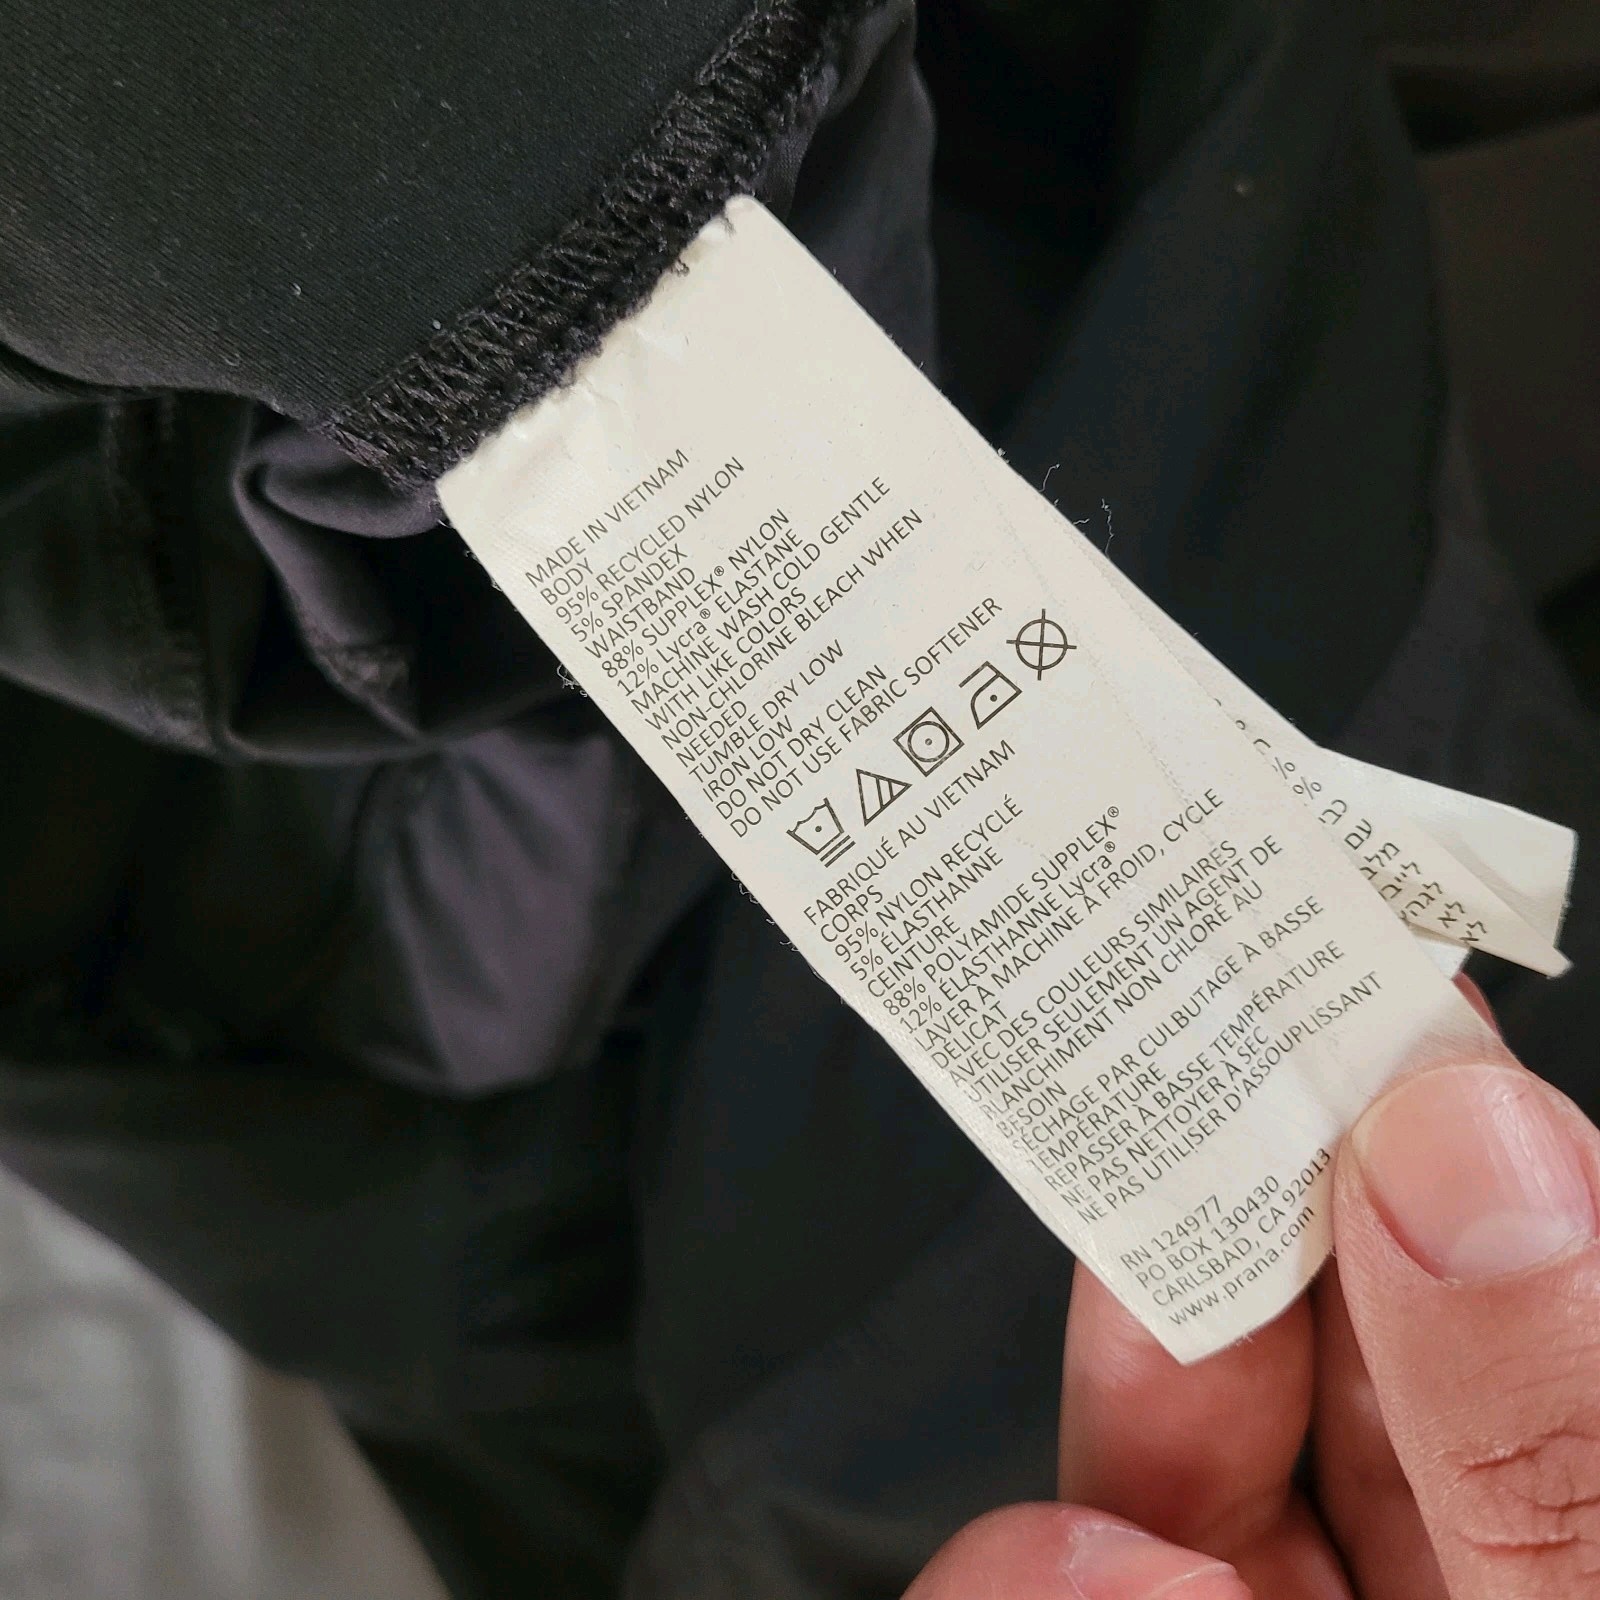 MADE IN VIETNAM
BODY
95% RECYCLED NYLON
5% SPANDEX
WAISTBAND
88% SUPPLEX® NYLON
12% Lycra® ELASTANE
MACHINE WASH COLD GENTLE
WITH LIKE COLORS
NON-CHLORINE BLEACH WHEN
NEEDED
TUMBLE DRY LOW
IRON LOW
DO NOT DRY CLEAN
DO NOT USE FABRIC SOFTENER
FABRIQUÉ AU VIETNAM
CORPS
95% NYLON RECYCLÉ
5% ÉLASTHANNE
CEINTURE
88% POLYAMIDE SUPPLEX®
12% ÉLASTHANNE Lycra®
LAVER À MACHINE À FROID, CYCLE
DÉLICAT
AVEC DES COULEURS SIMILAIRES
UTILISER SEULEMENT UN AGENT DE
BLANCHIMENT NON CHLORÉ AU
BESOIN
SÉCHAGE PAR CULBUTAGE À BASSE
TEMPÉRATURE
REPASSER À BASSE TEMPÉRATURE
NE PAS NETTOYER À SEC
NE PAS UTILISER D'ASSOUPLISSANT
RN 124977
PO BOX 130430
CARLSBAD, CA 92013
www.prana.com
%
%
עם
לא
לא